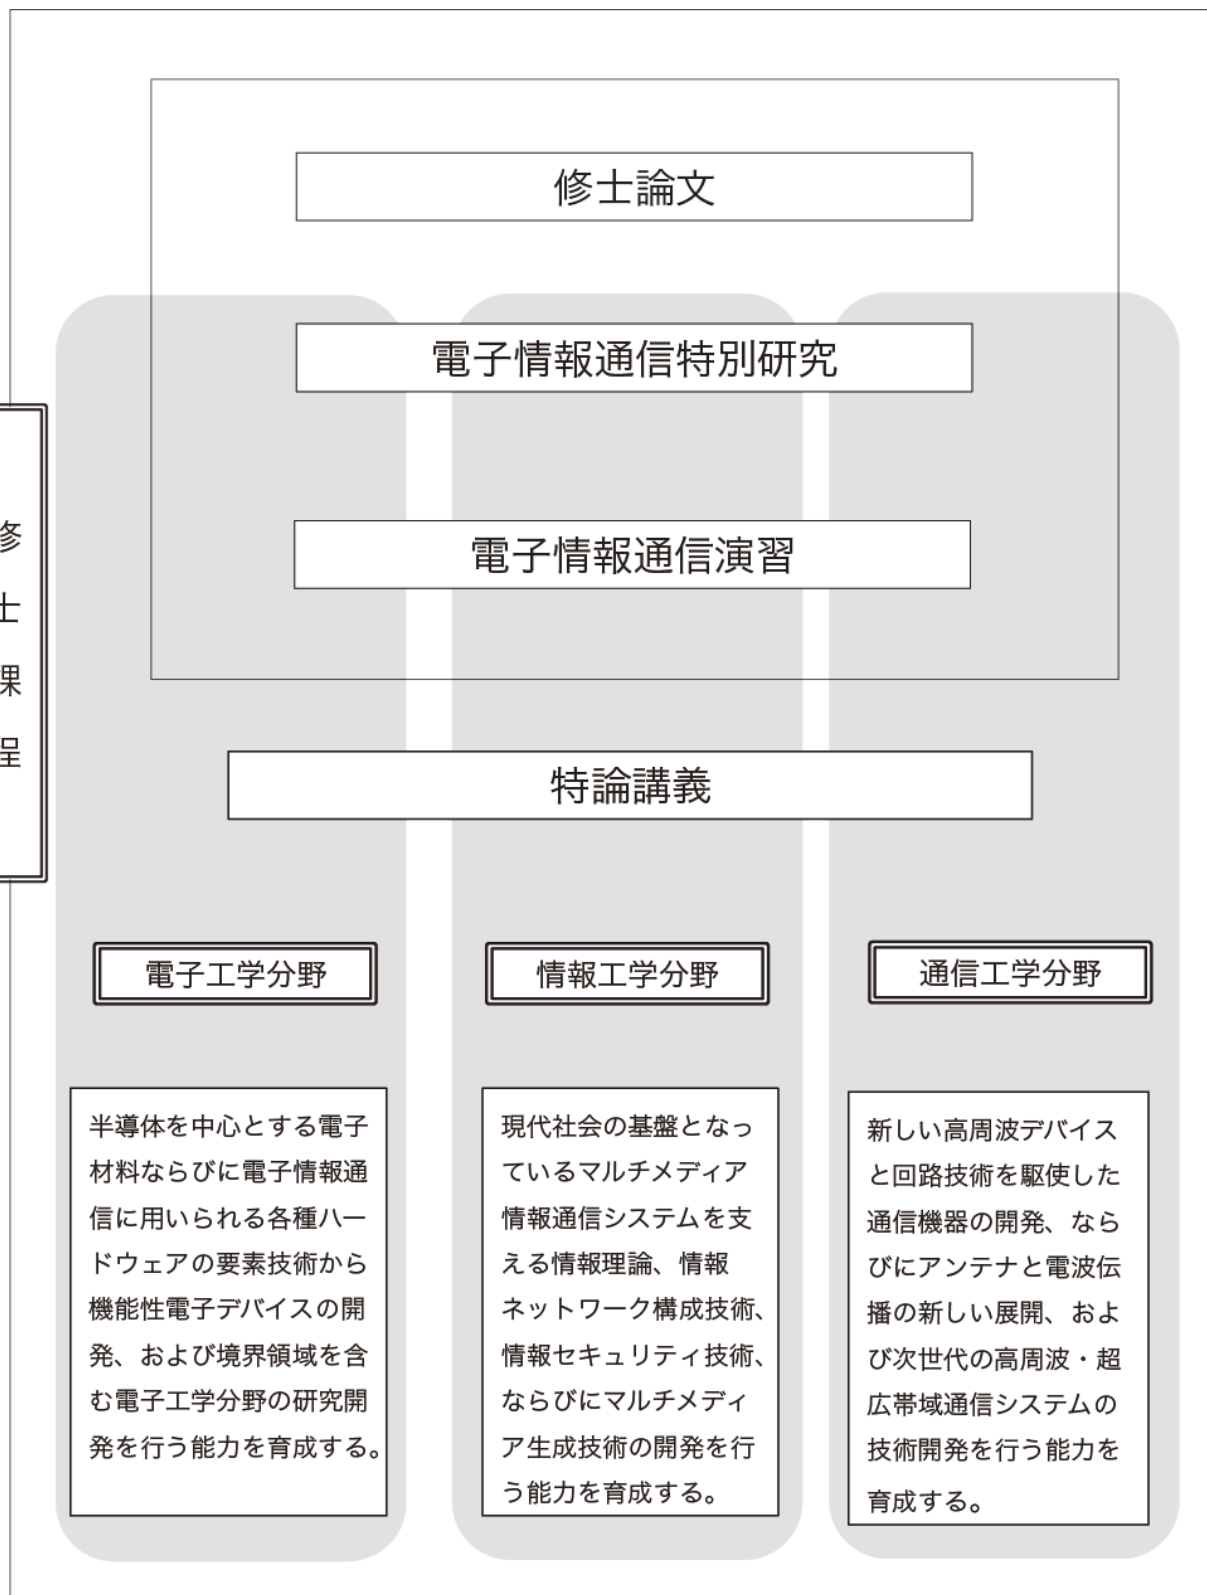 修士論文
電子情報通信特別研究
電子情報通信演習
修
士
課
程
特論講義
電子工学分野
情報工学分野
通信工学分野
半導体を中心とする電子
材料ならびに電子情報通
信に用いられる各種ハー
ドウェアの要素技術から
機能性電子デバイスの開
発、および境界領域を含
む電子工学分野の研究開
発を行う能力を育成する。
現代社会の基盤となっ
ているマルチメディア
情報通信システムを支
える情報理論、情報
ネットワーク構成技術、
情報セキュリティ技術、
ならびにマルチメディ
ア生成技術の開発を行
う能力を育成する。
新しい高周波デバイス
と回路技術を駆使した
通信機器の開発、なら
びにアンテナと電波伝
播の新しい展開、およ
び次世代の高周波・超
広帯域通信システムの
技術開発を行う能力を
育成する。